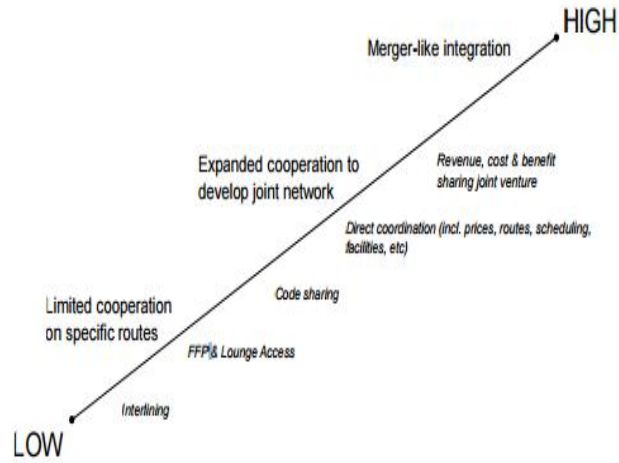 HIGH
Merger-like integration
Revenue, cost & benefit
sharing joint venture
Expanded cooperation to
develop joint network
Direct coordination (incl. prices, routes, scheduling,
facilities, etc)
Code sharing
Limited cooperation
on specific routes
FFP & Lounge Access
Interlining
LOW